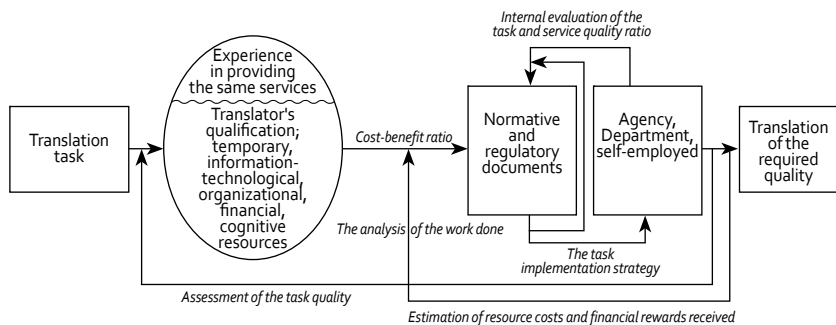 Internal evaluation of the
task and service quality ratio
Experience
in providing
the same services
Translator's
qualification;
temporary,
information-
technological,
organizational,
financial,
cognitive
resources
Translation
task
Cost-benefit ratio
Normative
and
regulatory
documents
Agency,
Department,
self-employed
Translation
of the
required
quality
The analysis of the work done
The task
implementation strategy
Assessment of the task quality
Estimation of resource costs and financial rewards received